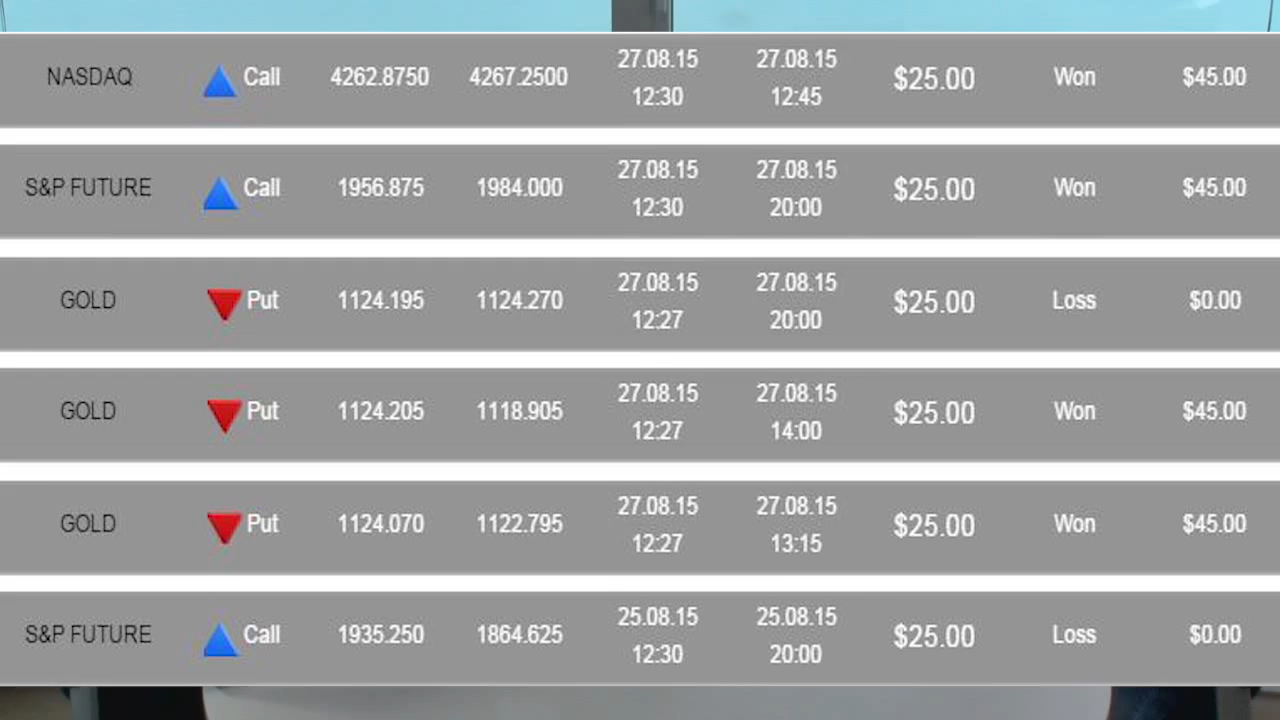 NASDAQ Call 4262.8750 4267.2500 27.08.15 12:30 27.08.15 12:45 $25.00 Won $45.00
S&P FUTURE Call 1956.875 1984.000 27.08.15 12:30 27.08.15 20:00 $25.00 Won $45.00
GOLD Put 1124.195 1124.270 27.08.15 12:27 27.08.15 20:00 $25.00 Loss $0.00
GOLD Put 1124.205 1118.905 27.08.15 12:27 27.08.15 14:00 $25.00 Won $45.00
GOLD Put 1124.070 1122.795 27.08.15 12:27 27.08.15 13:15 $25.00 Won $45.00
S&P FUTURE Call 1935.250 1864.625 25.08.15 12:30 25.08.15 20:00 $25.00 Loss $0.00